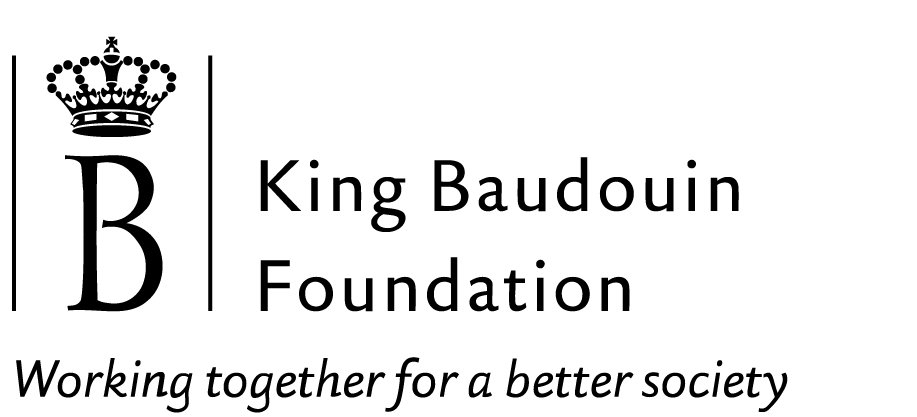 B
King Baudouin
Foundation
Working together for a better society